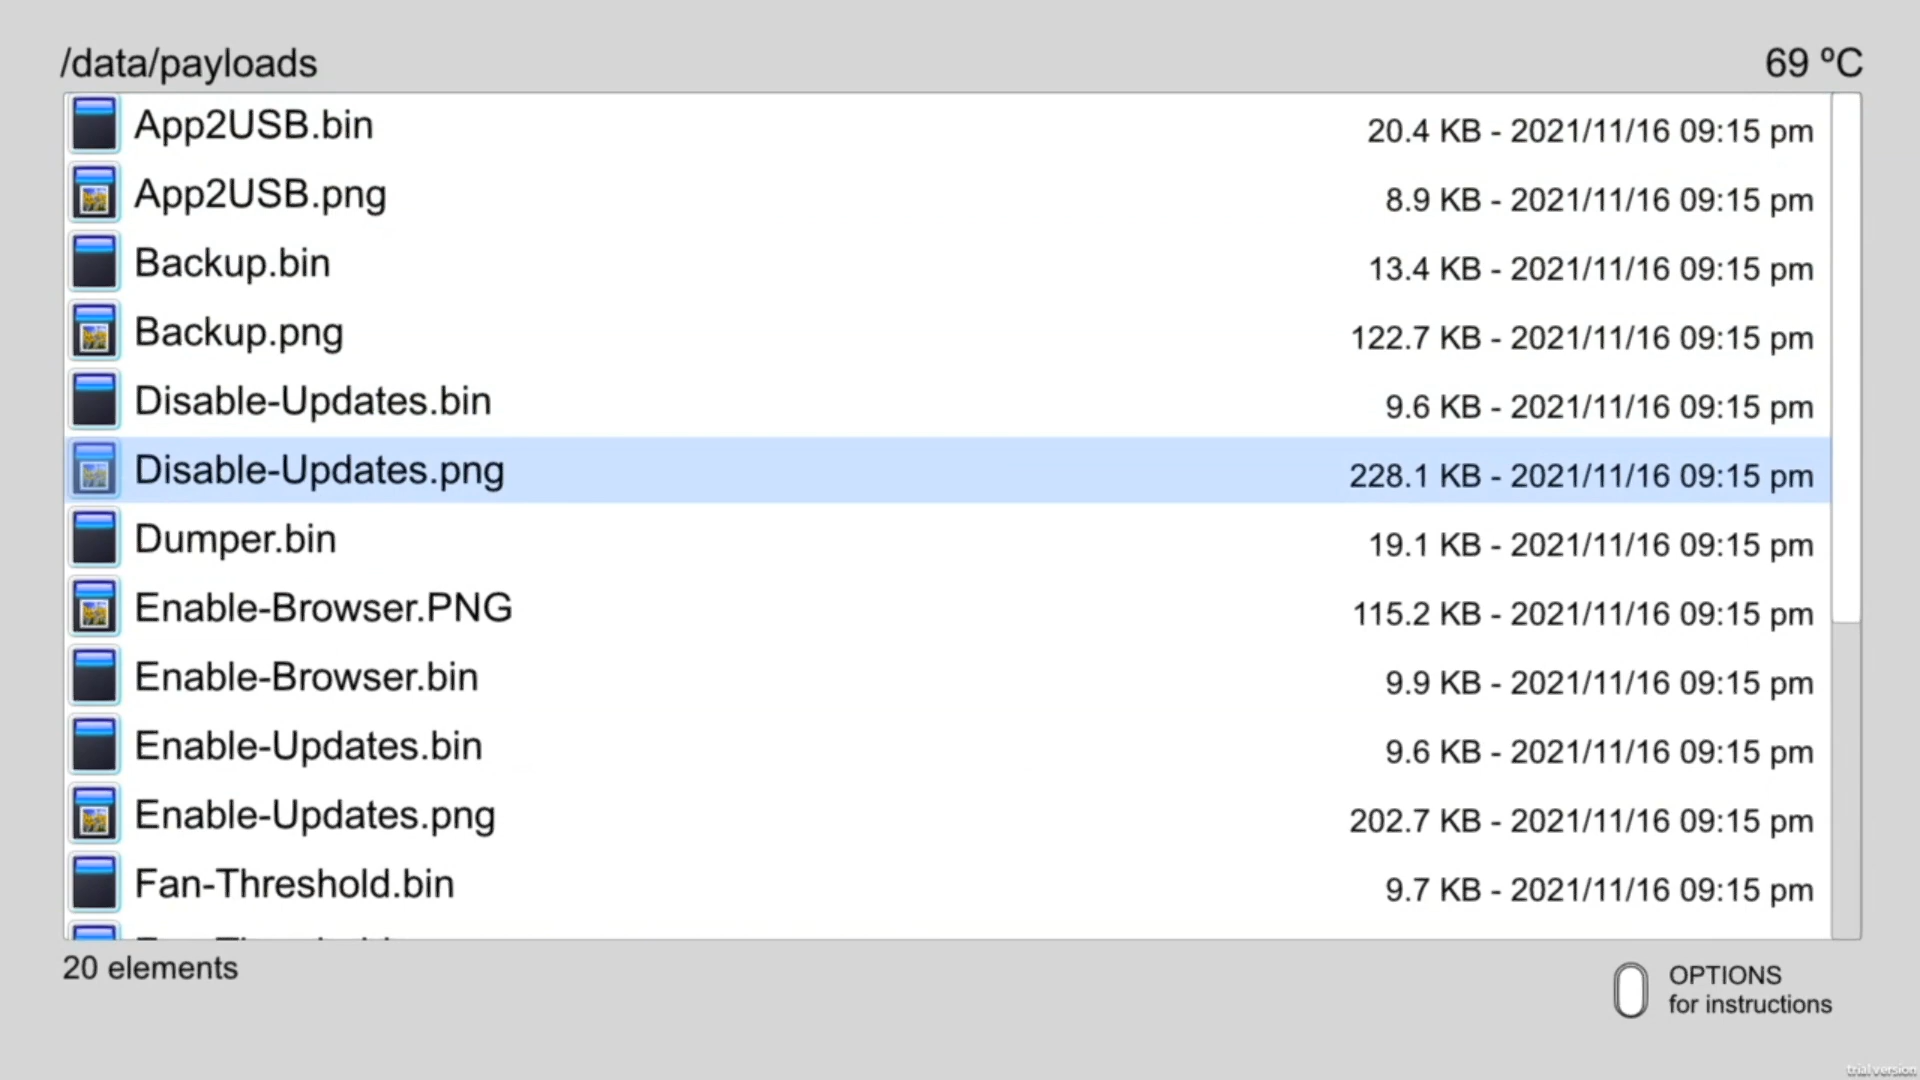 /data/payloads 69 ºC
App2USB.bin 20.4 KB - 2021/11/16 09:15 pm
App2USB.png 8.9 KB - 2021/11/16 09:15 pm
Backup.bin 13.4 KB - 2021/11/16 09:15 pm
Backup.png 122.7 KB - 2021/11/16 09:15 pm
Disable-Updates.bin 9.6 KB - 2021/11/16 09:15 pm
Disable-Updates.png 228.1 KB - 2021/11/16 09:15 pm
Dumper.bin 19.1 KB - 2021/11/16 09:15 pm
Enable-Browser.PNG 115.2 KB - 2021/11/16 09:15 pm
Enable-Browser.bin 9.9 KB - 2021/11/16 09:15 pm
Enable-Updates.bin 9.6 KB - 2021/11/16 09:15 pm
Enable-Updates.png 202.7 KB - 2021/11/16 09:15 pm
Fan-Threshold.bin 9.7 KB - 2021/11/16 09:15 pm
20 elements
OPTIONS
for instructions
trial version